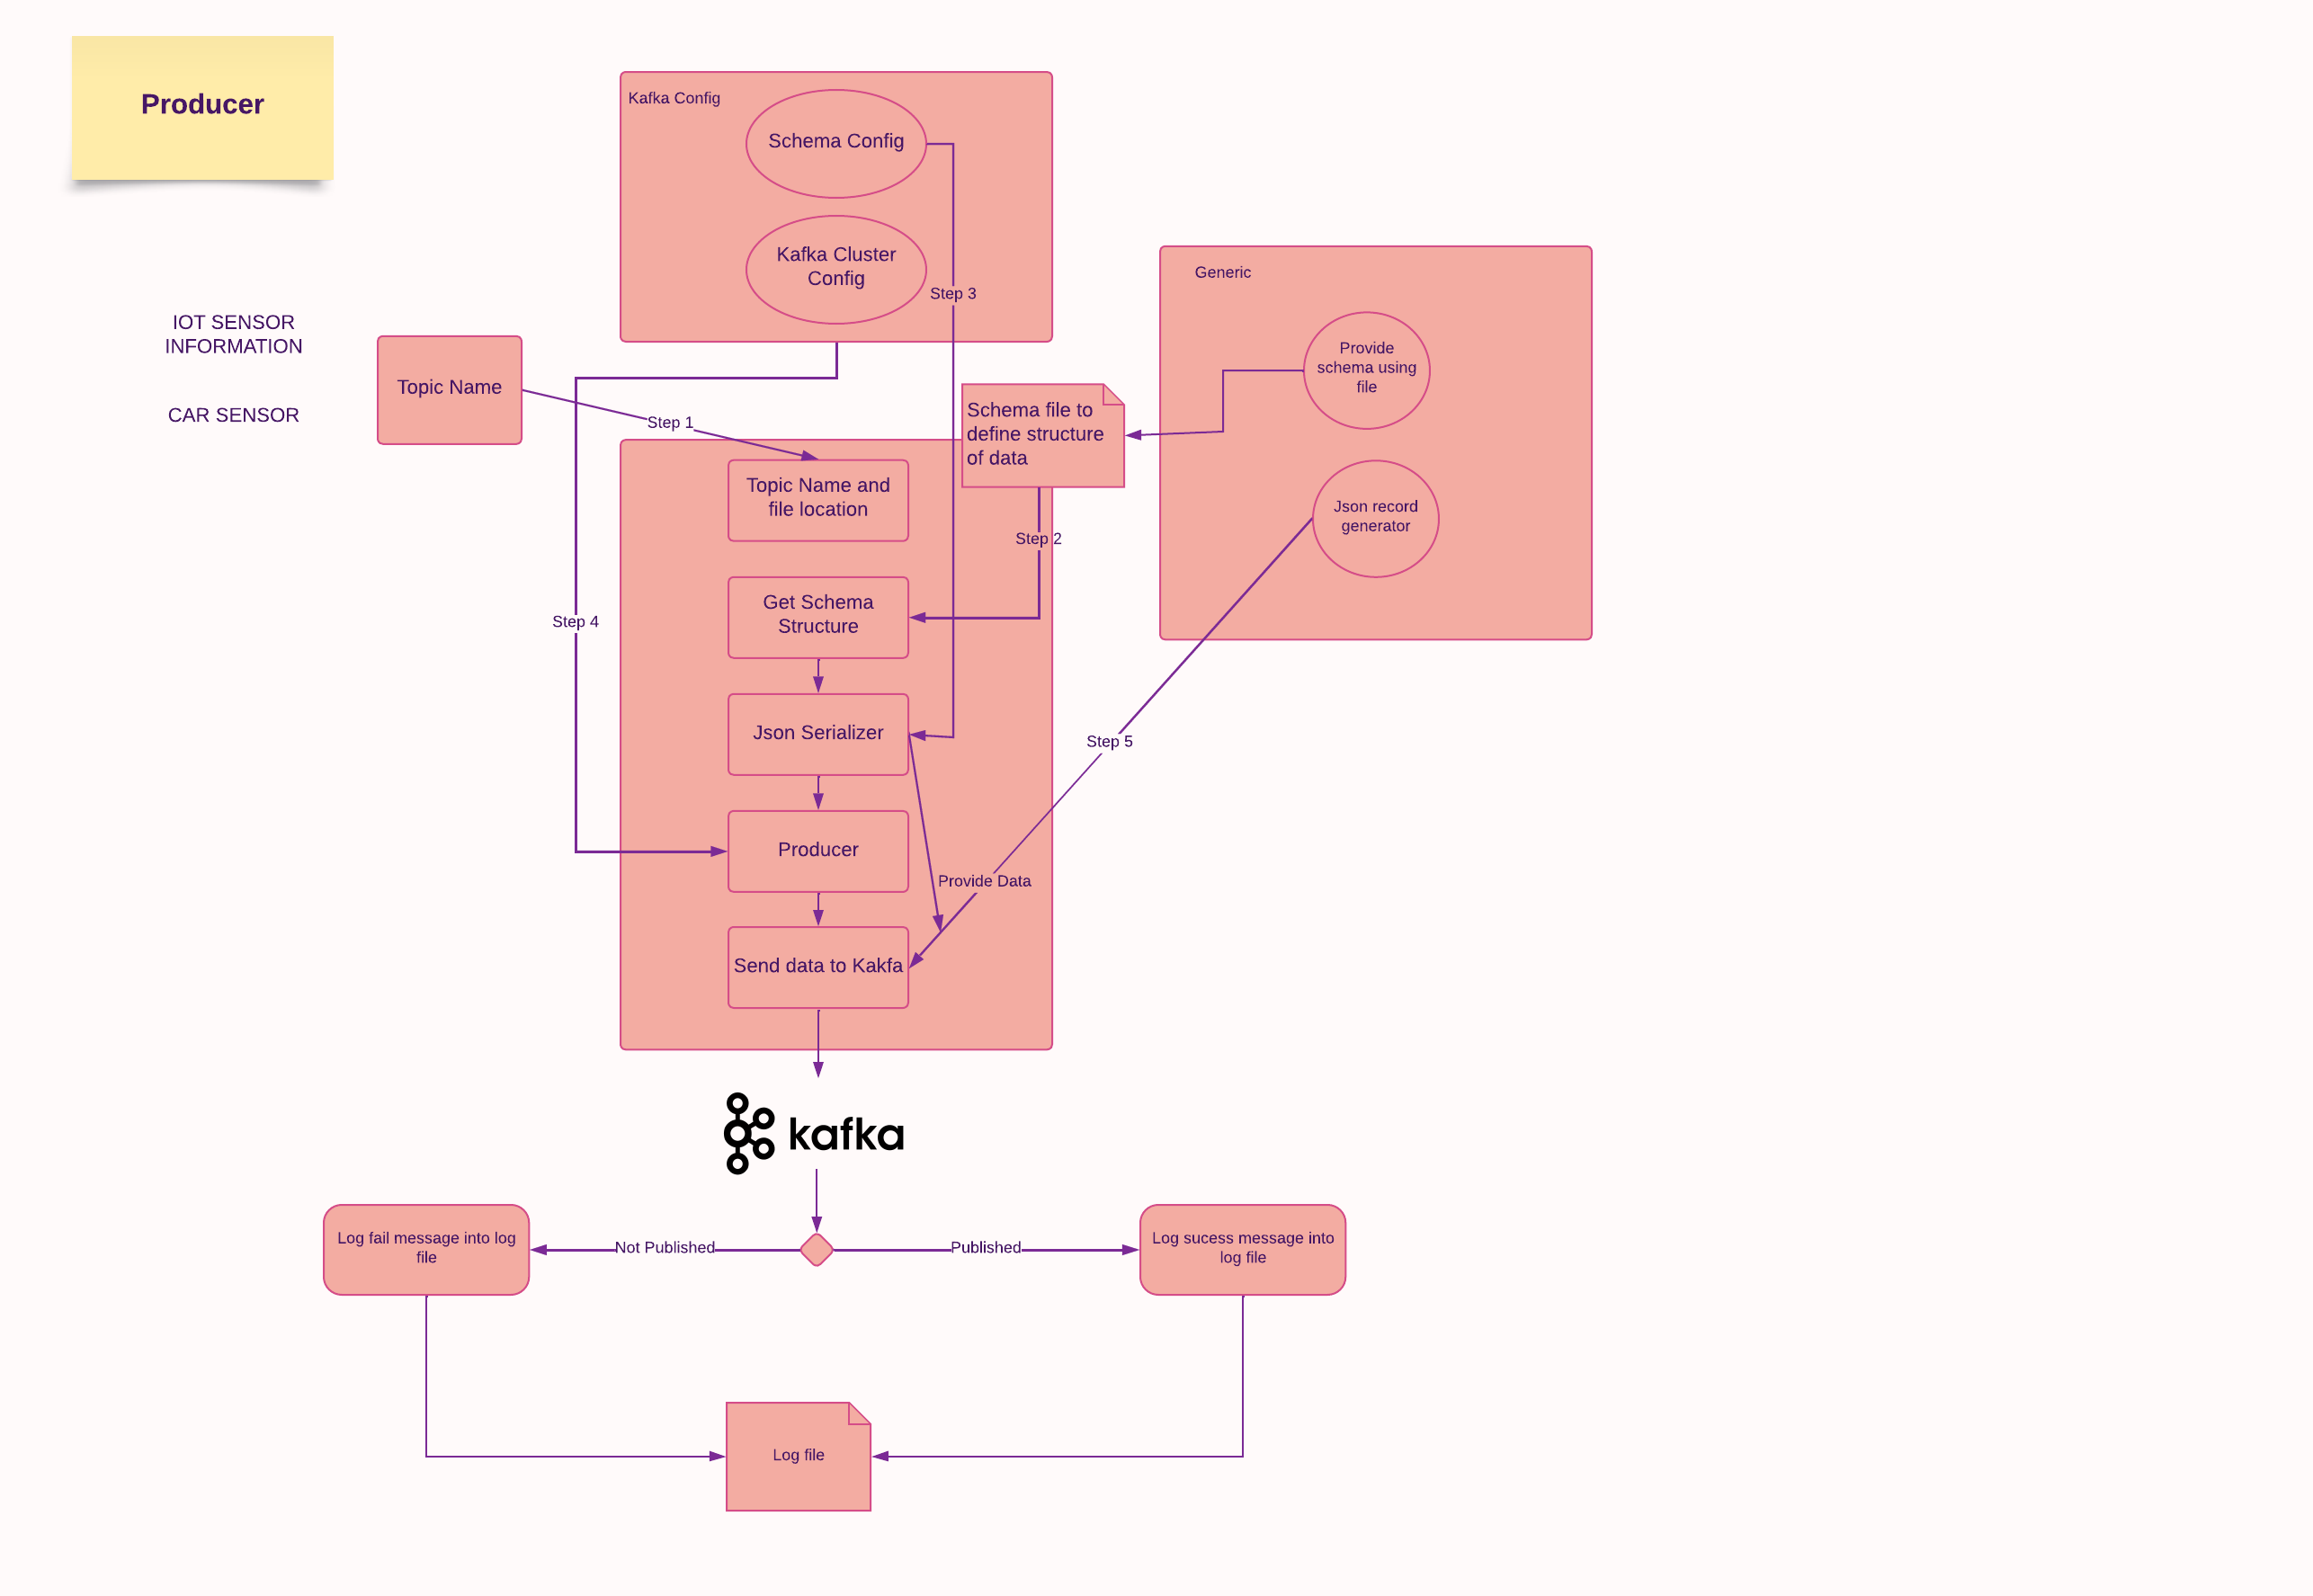 Producer
Kafka Config
Schema Config
Kafka Cluster
Config
Step 3
Generic
IOT SENSOR
INFORMATION
CAR SENSOR
Topic Name
Step 1
Provide
schema using
file
Schema file to
define structure
of data
Topic Name and
file location
Json record
generator
Step 2
Get Schema
Structure
Step 4
Json Serializer
Step 5
Producer
Provide Data
Send data to Kakfa
kafka
Log fail message into log
file
Not Published
Published
Log sucess message into
log file
Log file